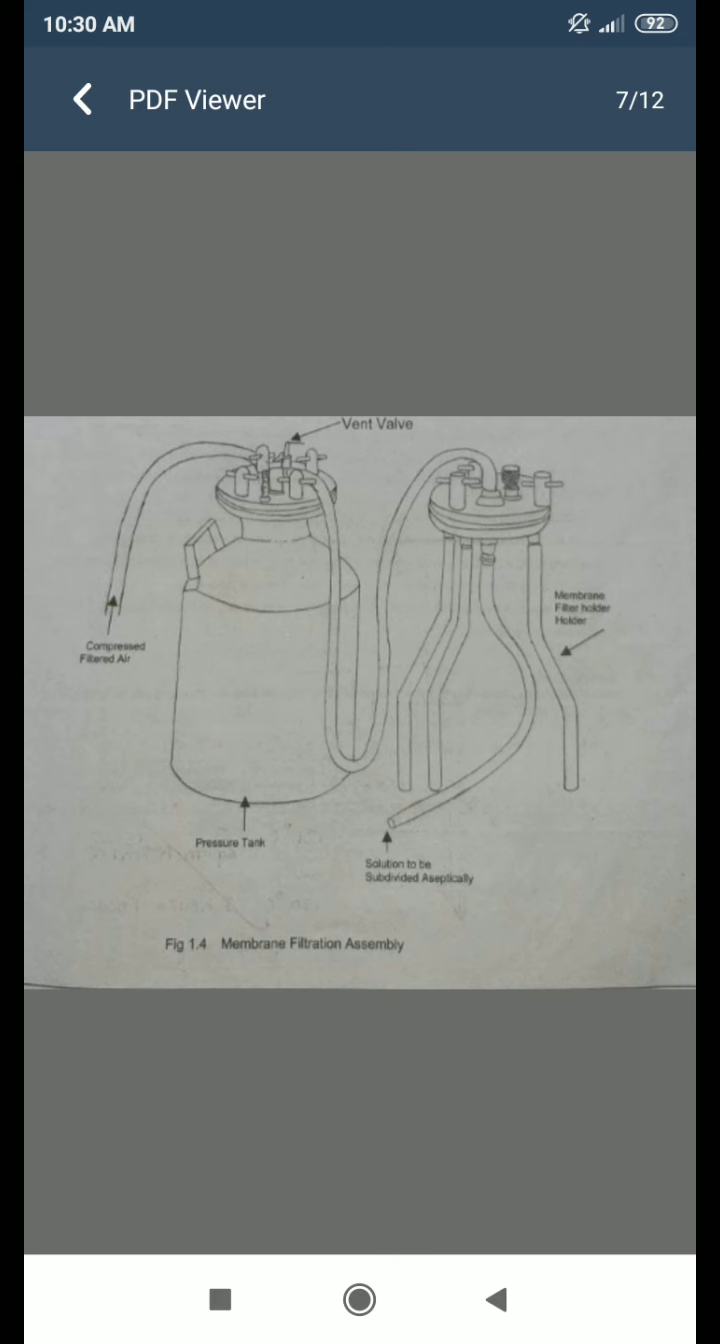 10:30 AM
92
PDF Viewer
7/12
Vent Valve
Membrane
Filter holder
Holder
Compressed
Filtered Air
Pressure Tank
Solution to be
Subdivided Aseptically
Fig 1.4 Membrane Filtration Assembly